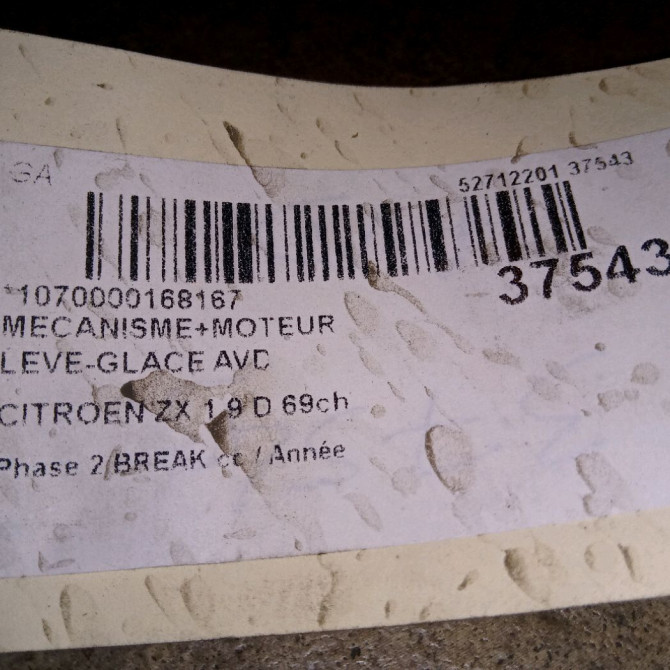 GA
52712201 37543
37543
*1070000168167
MECANISME+MOTEUR
LEVE-GLACE AVD
CITROEN ZX 1.9 D 69ch
Phase 2 BREAK cc / Année